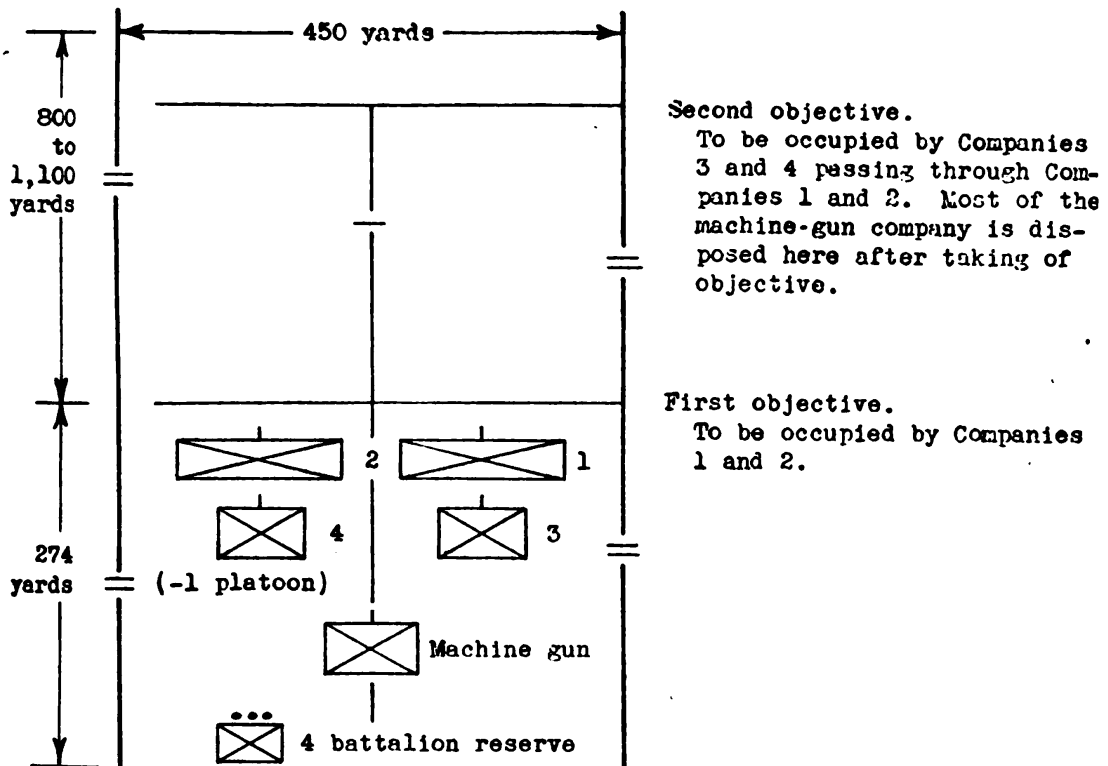 450 yards
800
to
1,100
yards
Second objective.
To be occupied by Companies
3 and 4 passing through Com-
panies 1 and 2. Most of the
machine-gun company is dis-
posed here after taking of
objective.
First objective.
To be occupied by Companies
1 and 2.
2
1
4
3
274
yards
(-1 platoon)
Machine gun
4 battalion reserve